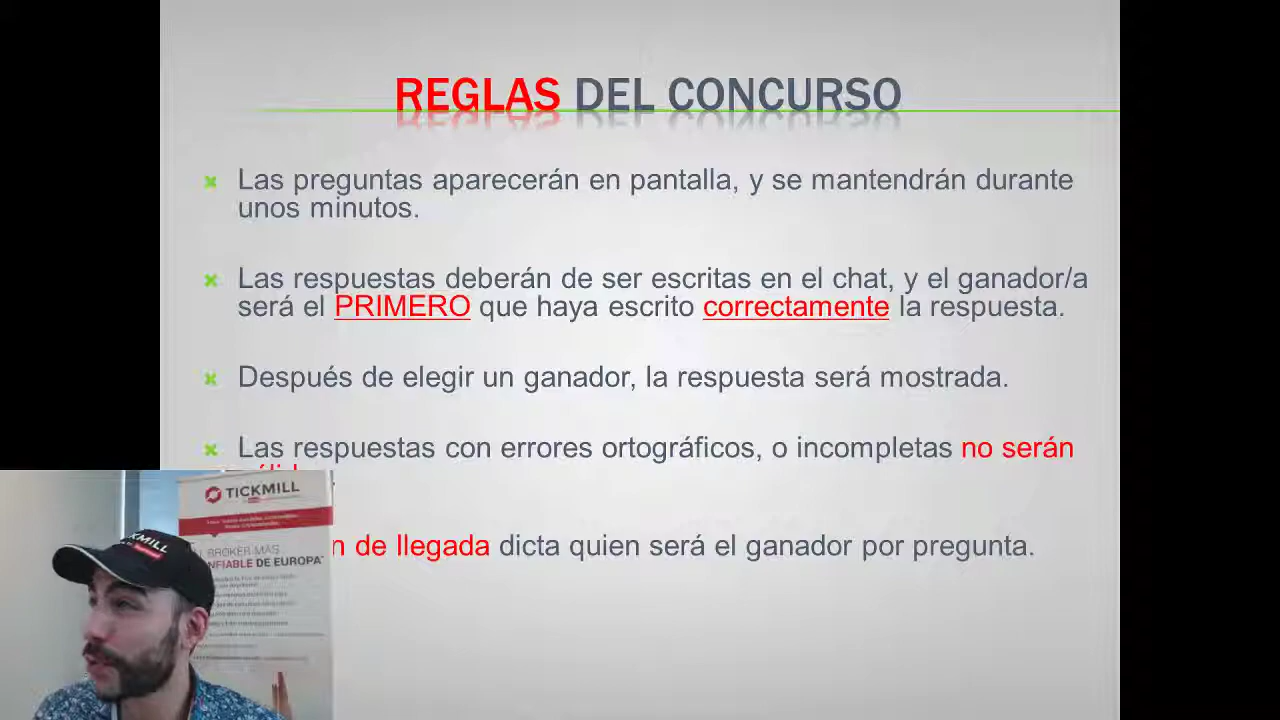 REGLAS DEL CONCURSO
Las preguntas aparecerán en pantalla, y se mantendrán durante
unos minutos.
Las respuestas deberán de ser escritas en el chat, y el ganador/a
será el PRIMERO que haya escrito correctamente la respuesta.
Después de elegir un ganador, la respuesta será mostrada.
Las respuestas con errores ortográficos, o incompletas no serán
de llegada dicta quien será el ganador por pregunta.
TICKMILL
BROKER MÁS
DE EUROPA